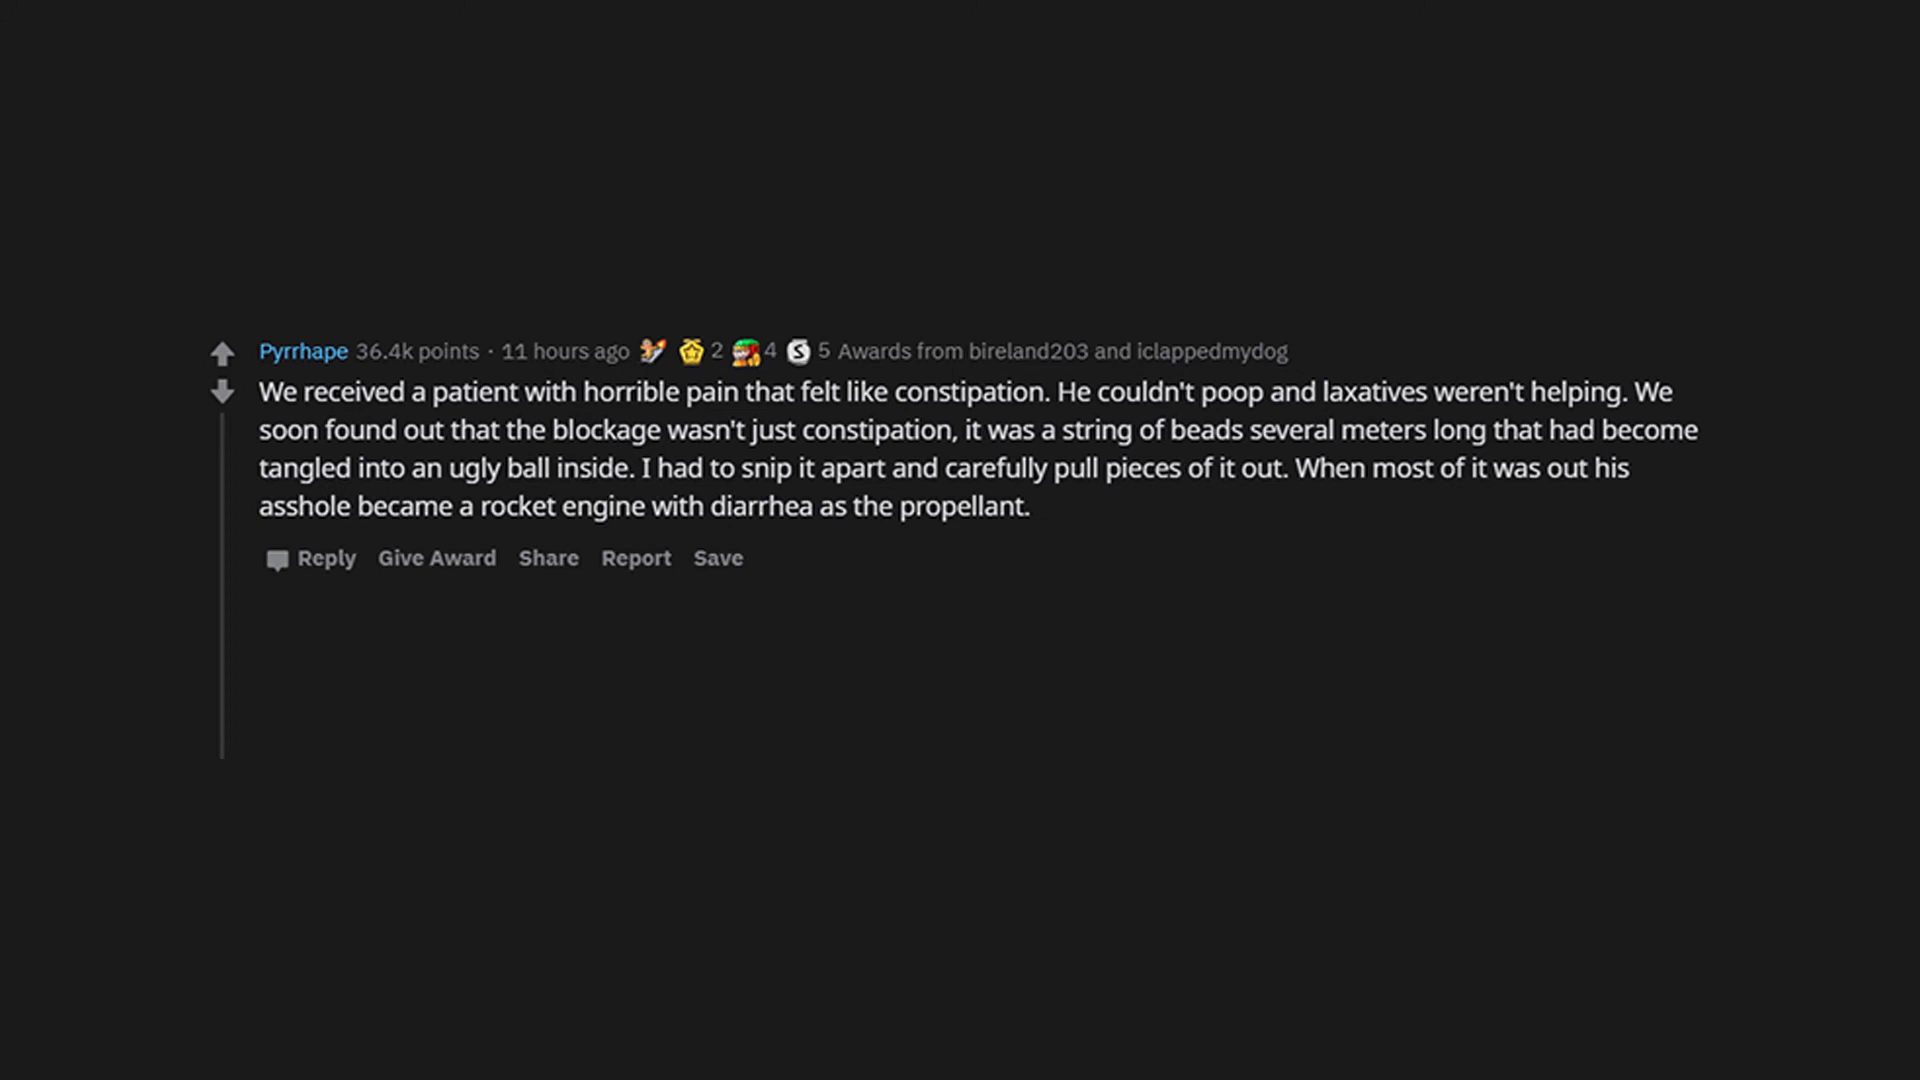 Pyrrhape 36.4k points · 11 hours ago 2 4 S 5 Awards from bireland203 and iclappedmydog
We received a patient with horrible pain that felt like constipation. He couldn't poop and laxatives weren't helping. We
soon found out that the blockage wasn't just constipation, it was a string of beads several meters long that had become
tangled into an ugly ball inside. I had to snip it apart and carefully pull pieces of it out. When most of it was out his
asshole became a rocket engine with diarrhea as the propellant.
Reply Give Award Share Report Save